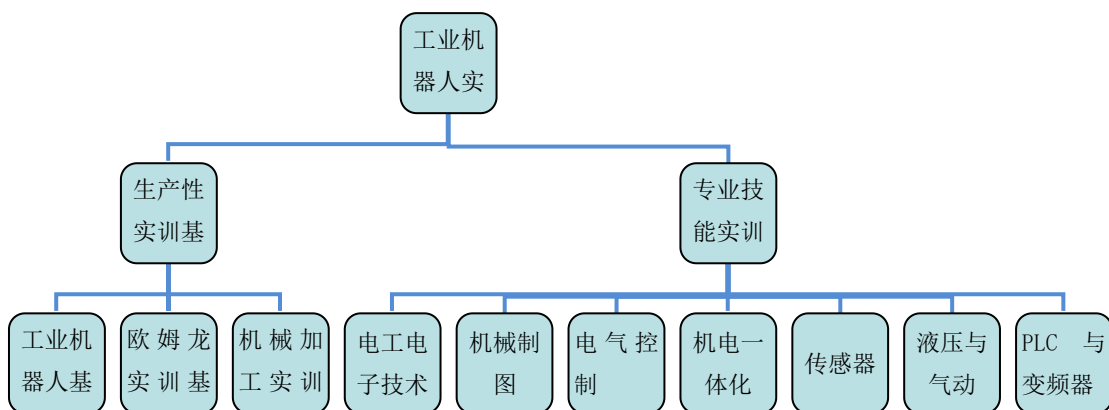 工业机
器人实
生产性
实训基
专业技
能实训
工业机
器人基
欧姆龙
实训基
机械加
工实训
电工电
子技术
机械制
图
电气控
制
机电一
体化
传感器
液压与
气动
PLC 与
变频器